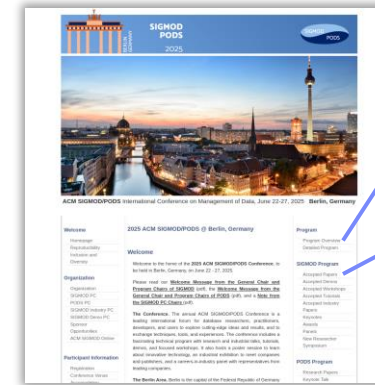 BERLIN
GERMANY
SIGMOD
PODS
2025
SIGMOD
PODS
ACM SIGMOD/PODS International Conference on Management of Data, June 22-27, 2025 Berlin, Germany
Welcome
Homepage
Reproducibility
Inclusion and
Diversity
Organization
Organization
SIGMOD PC
PODS PC
SIGMOD Industry PC
SIGMOD Demo PC
Sponsor
Opportunities
ACM SIGMOD Online
Participant Information
Registration
Conference Venue
2025 ACM SIGMOD/PODS @ Berlin, Germany
Welcome
Welcome to the home of the 2025 ACM SIGMOD/PODS Conference, to
be held in Berlin, Germany, on June 22 - 27, 2025.
Please read our Welcome Message from the General Chair and
Program Chairs of SIGMOD (pdf), the Welcome Message from the
General Chair and Program Chairs of PODS (pdf), and a Note from
the SIGMOD PC Chairs (pdf).
The Conference. The annual ACM SIGMOD/PODS Conference is a
leading international forum for database researchers, practitioners,
developers, and users to explore cutting-edge ideas and results, and to
exchange techniques, tools, and experiences. The conference includes a
fascinating technical program with research and industrial talks, tutorials,
demos, and focused workshops. It also hosts a poster session to learn
about innovative technology, an industrial exhibition to meet companies
and publishers, and a careers-in-industry panel with representatives from
leading companies.
The Berlin Area. Berlin is the capital of the Federal Republic of Germany
Program
Program Overview
Detailed Program
SIGMOD Program
Accepted Papers
Accepted Demos
Accepted Workshops
Accepted Tutorials
Accepted Industry
Papers
Keynotes
Awards
Panels
New Researcher
Symposium
PODS Program
Research Papers
Keynote Talk